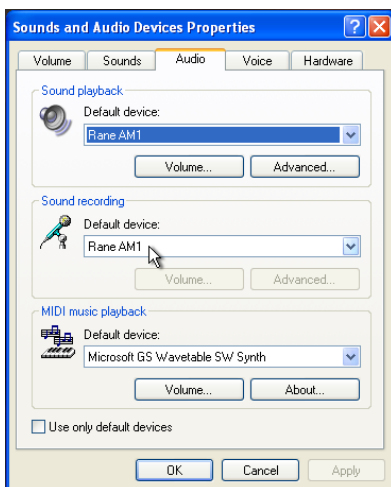 Sounds and Audio Devices Properties
Volume Sounds Audio Voice Hardware
Sound playback
Default device:
Rane AM1
Volume... Advanced...
Sound recording
Default device:
Rane AM1
Volume... Advanced...
MIDI music playback
Default device:
Microsoft GS Wavetable SW Synth
Volume... About...
Use only default devices
OK Cancel Apply